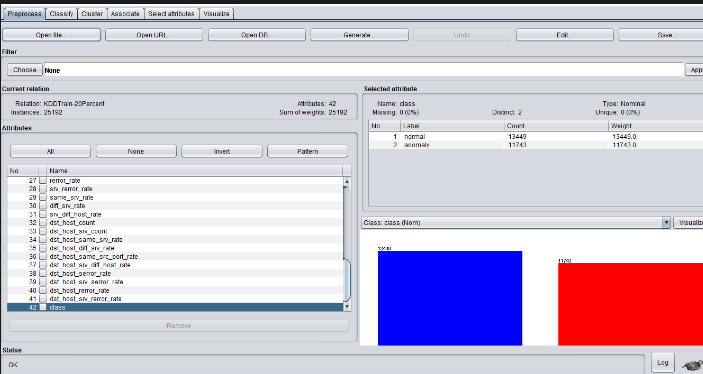 Preprocess Classify Cluster Associate Select attributes Visualize
Open file... Open URL... Open DB... Generate... Undo Edit... Save...
Filter
Choose None Appl
Current relation
Relation: KDDTrain-20Percent Attributes: 42
Instances: 25192 Sum of weights: 25192
Attributes
All None Invert Pattern
No. Name
27 rerror_rate
28 srv_rerror_rate
29 same_srv_rate
30 diff_srv_rate
31 srv_diff_host_rate
32 dst_host_count
33 dst_host_srv_count
34 dst_host_same_srv_rate
35 dst_host_diff_srv_rate
36 dst_host_same_src_port_rate
37 dst_host_srv_diff_host_rate
38 dst_host_serror_rate
39 dst_host_srv_serror_rate
40 dst_host_rerror_rate
41 dst_host_srv_rerror_rate
42 class
Remove
Selected attribute
Name: class Type: Nominal
Missing: 0 (0%) Distinct: 2 Unique: 0 (0%)
No. Label Count Weight
1 normal 13449 13449.0
2 anomaly 11743 11743.0
Class: class (Nom) Visualize
13449
11743
Status
OK
Log